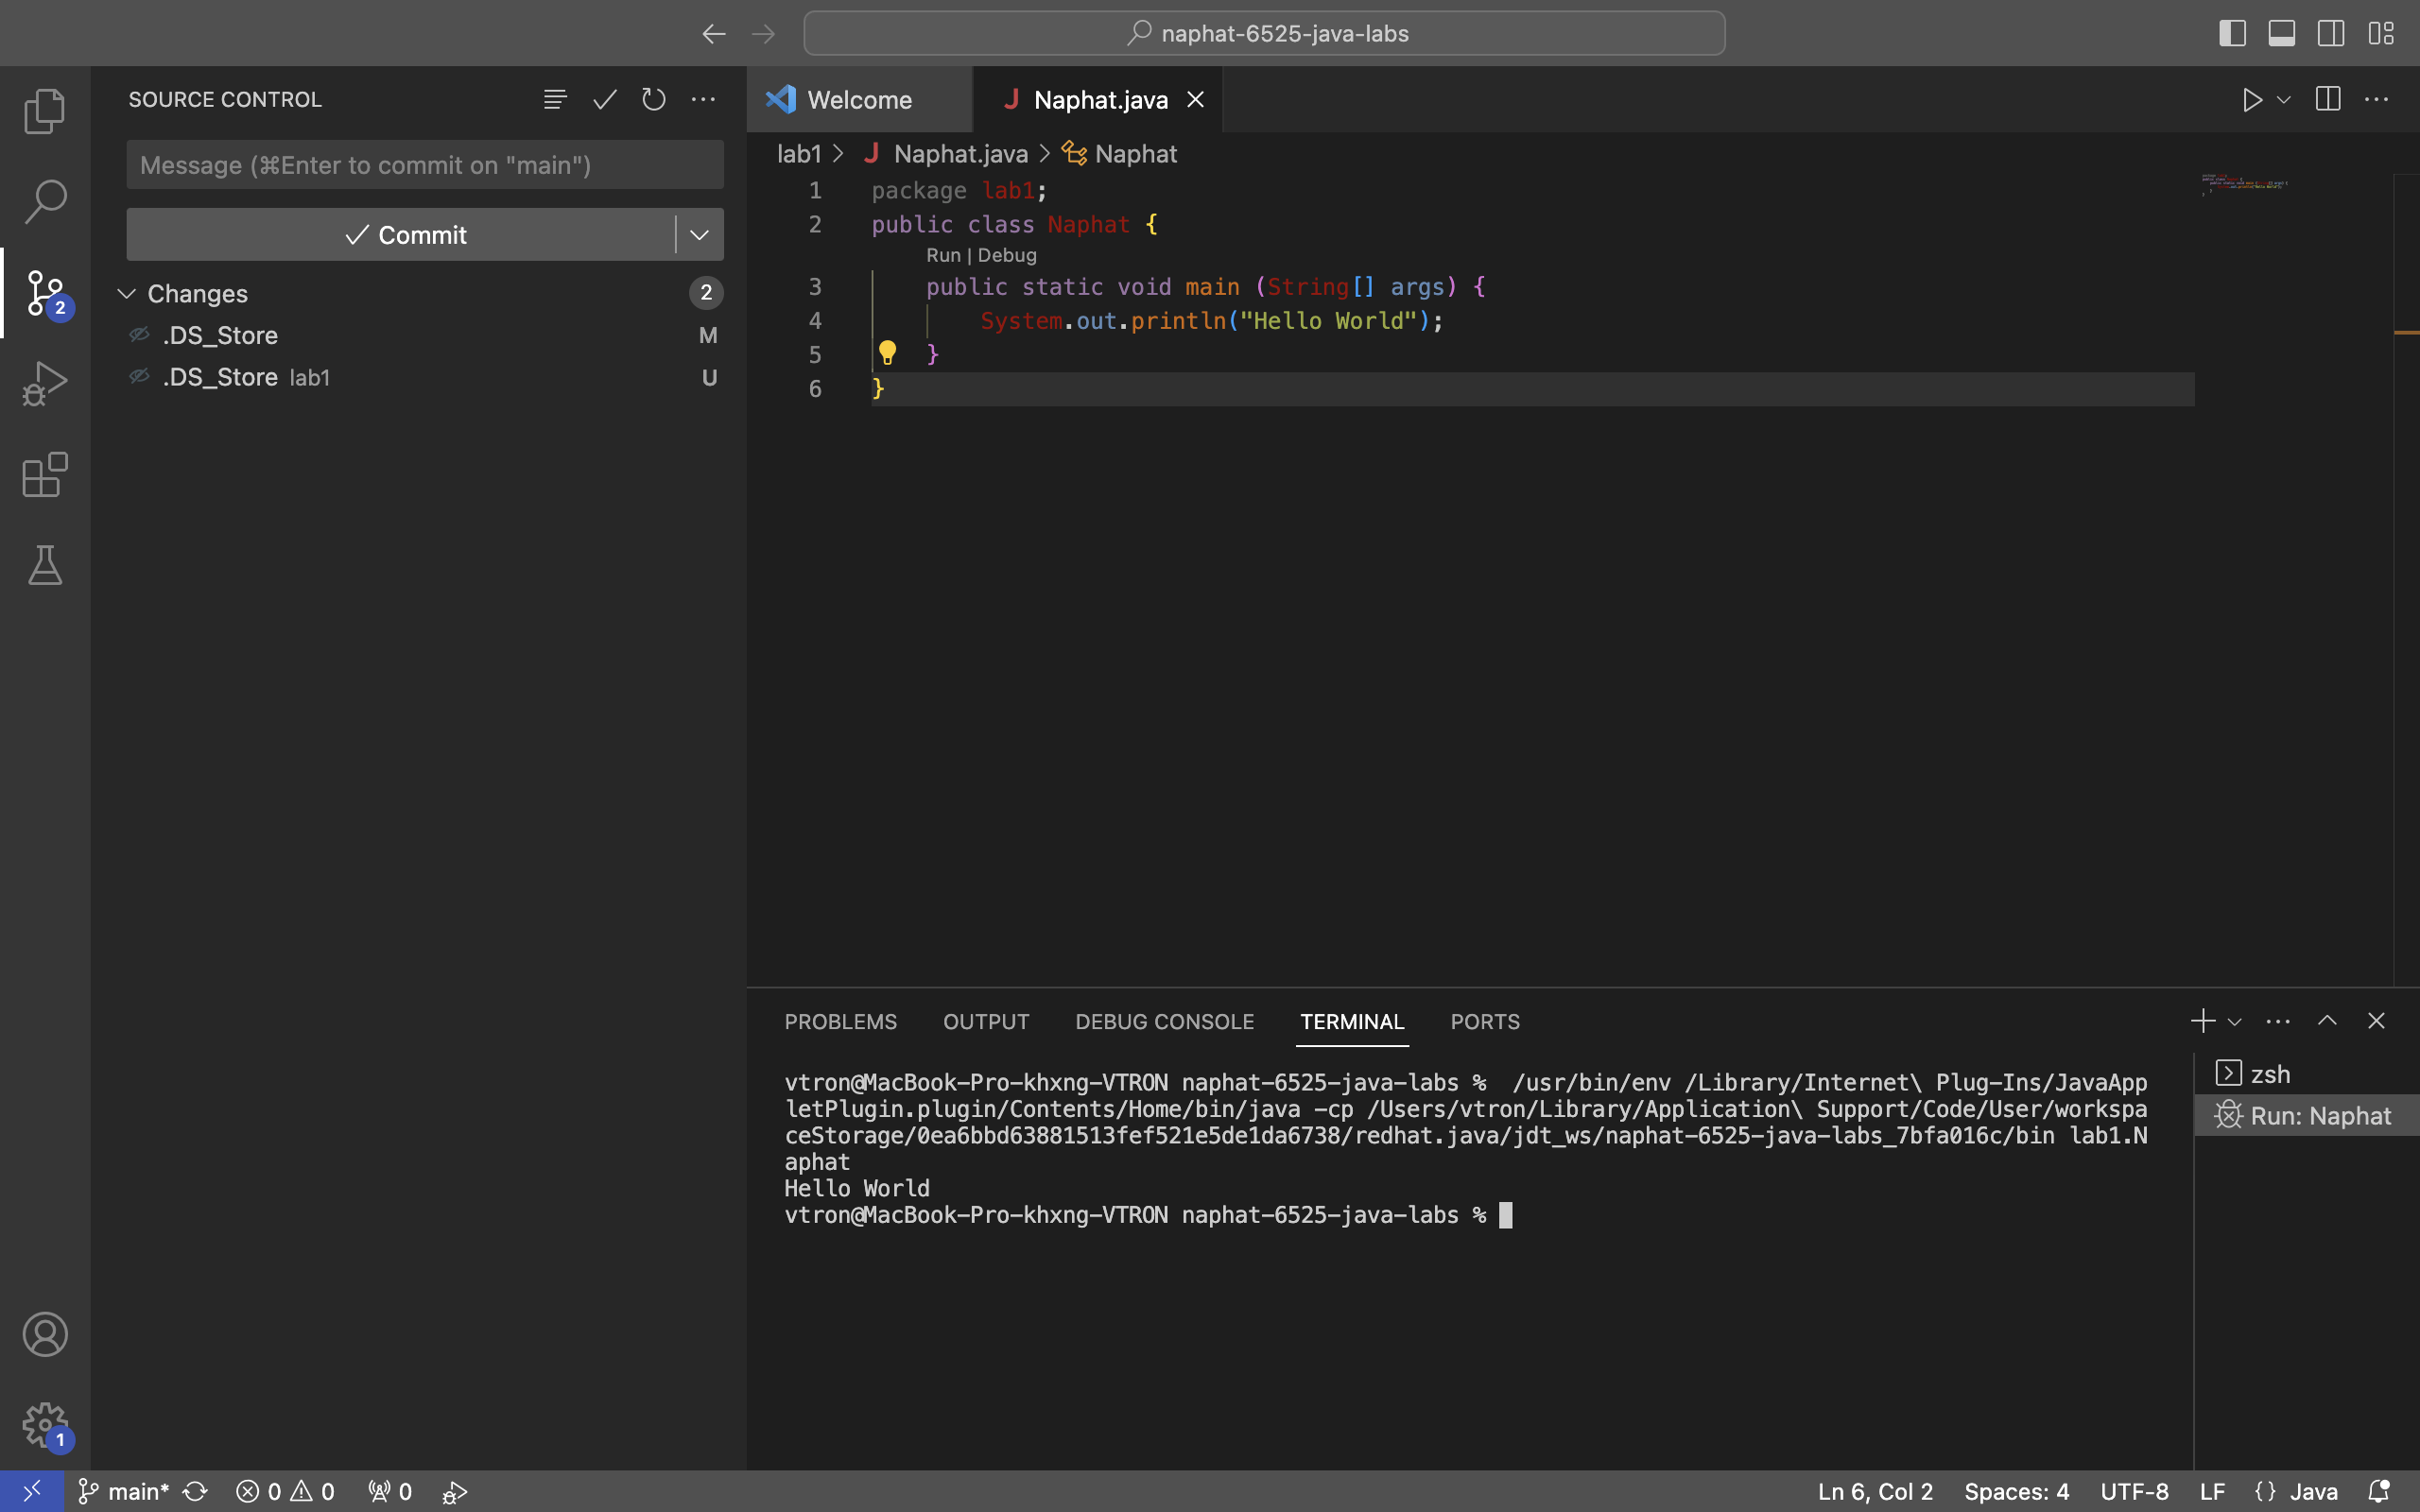 naphat-6525-java-labs
SOURCE CONTROL
Message (⌘Enter to commit on "main")
Commit
Changes 2
.DS_Store M
.DS_Store lab1 U
2
1
Welcome
J Naphat.java
lab1 > J Naphat.java > Naphat
1 package lab1;
2 public class Naphat {
Run | Debug
3 public static void main (String[] args) {
4 System.out.println("Hello World");
5 }
6 }
PROBLEMS OUTPUT DEBUG CONSOLE TERMINAL PORTS
vtron@MacBook-Pro-khxng-VTRON naphat-6525-java-labs %  /usr/bin/env /Library/Internet\ Plug-Ins/JavaApp
letPlugin.plugin/Contents/Home/bin/java -cp /Users/vtron/Library/Application\ Support/Code/User/workspa
ceStorage/0ea6bbd63881513fef521e5de1da6738/redhat.java/jdt_ws/naphat-6525-java-labs_7bfa016c/bin lab1.N
aphat
Hello World
vtron@MacBook-Pro-khxng-VTRON naphat-6525-java-labs %
zsh
Run: Naphat
main* 0 0 0 Ln 6, Col 2 Spaces: 4 UTF-8 LF {} Java